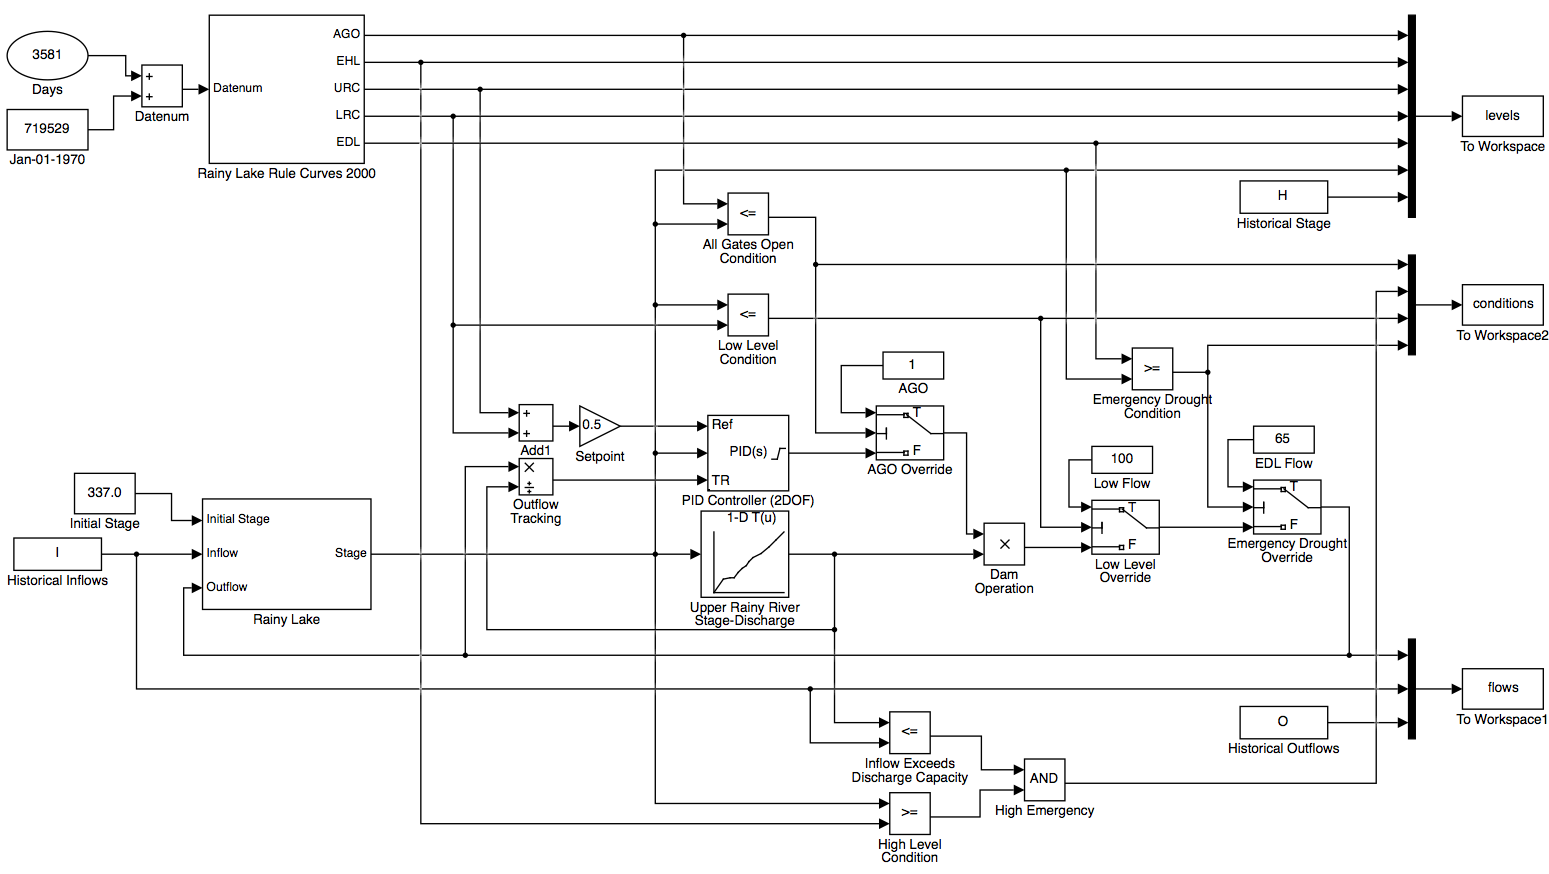 3581
Days
719529
Jan-01-1970
+
+
Datenum
Datenum
AGO
EHL
URC
LRC
EDL
Rainy Lake Rule Curves 2000
levels
To Workspace
H
Historical Stage
<=
All Gates Open
Condition
<=
Low Level
Condition
conditions
To Workspace2
>=
Emergency Drought
Condition
1
AGO
T
F
AGO Override
+
+
Add1
0.5
Setpoint
Ref
PID(s)
TR
PID Controller (2DOF)
×
÷
Outflow
Tracking
65
EDL Flow
T
F
Emergency Drought
Override
100
Low Flow
T
F
Low Level
Override
337.0
Initial Stage
I
Historical Inflows
Initial Stage
Inflow
Outflow
Stage
Rainy Lake
1-D T(u)
Upper Rainy River
Stage-Discharge
×
Dam
Operation
flows
To Workspace1
O
Historical Outflows
<=
Inflow Exceeds
Discharge Capacity
AND
High Emergency
>=
High Level
Condition